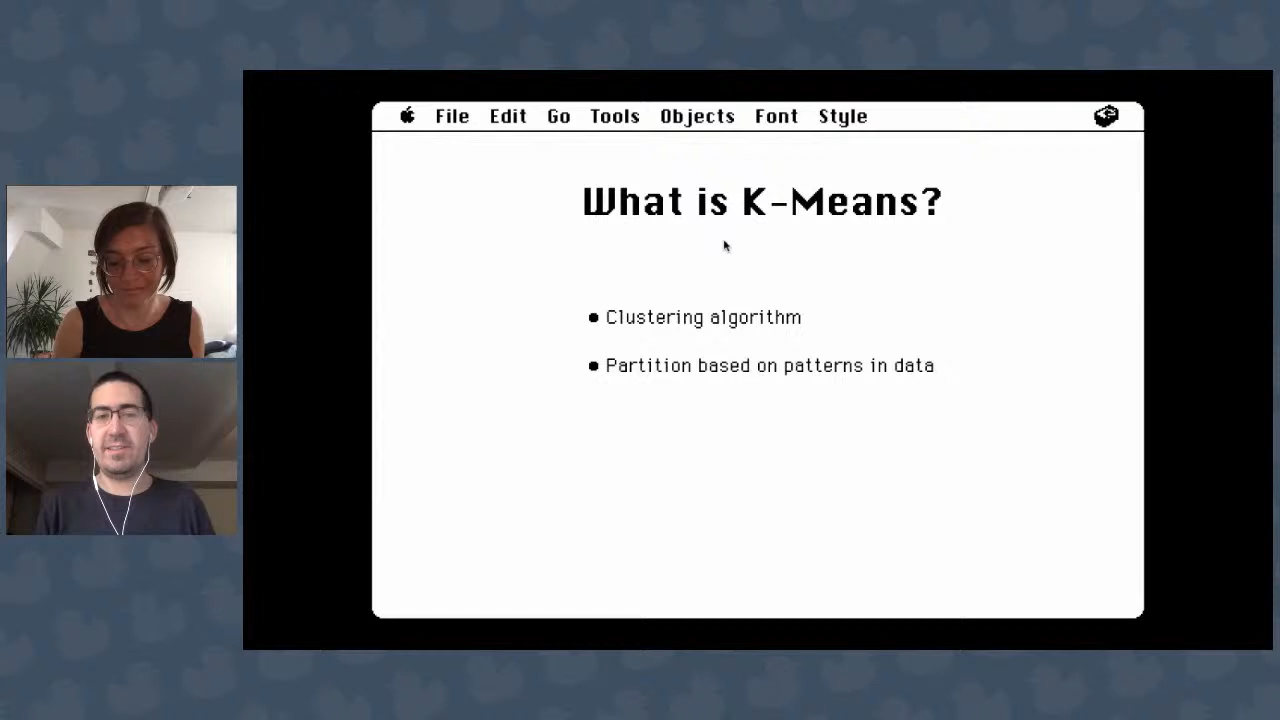 File Edit Go Tools Objects Font Style
What is K-Means?
● Clustering algorithm
● Partition based on patterns in data